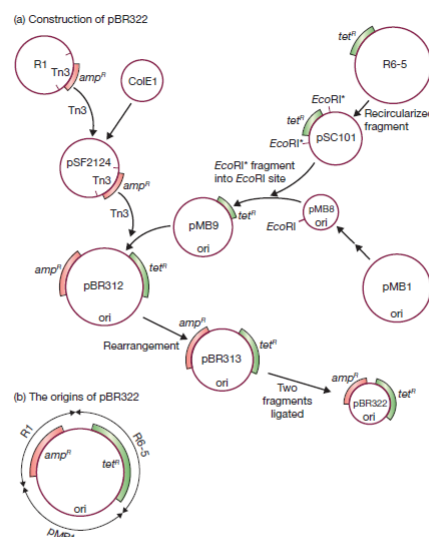 (a) Construction of pBR322
R1
Tn3
ampR
Tn3
ColE1
tetR
R6-5
Recircularized
fragment
EcoRI*
tetR
EcoRI*
pSC101
pSF2124
Tn3
ampR
Tn3
EcoRI* fragment
into EcoRI site
pMB9
ori
tetR
EcoRI
pMB8
ori
pMB1
ori
ampR
tetR
pBR312
ori
Rearrangement
ampR
tetR
pBR313
ori
Two
fragments
ligated
ampR
tetR
pBR322
ori
(b) The origins of pBR322
R1
R6-5
ampR
tetR
ori
pMB1